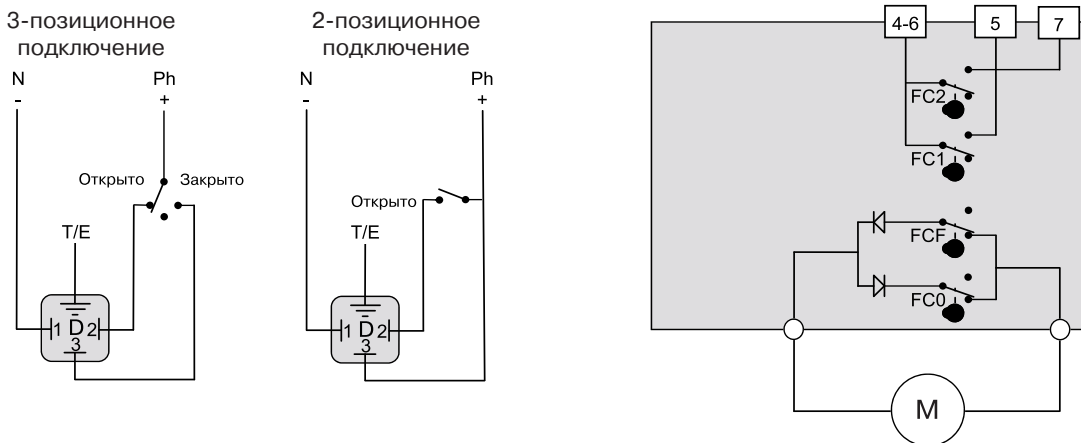 3-позиционное
подключение
N
Ph
-
+
Открыто
Закрыто
T/E
1 D 2
3
2-позиционное
подключение
N
Ph
-
+
Открыто
T/E
1 D 2
3
4-6
5
7
FC2
FC1
FCF
FC0
M